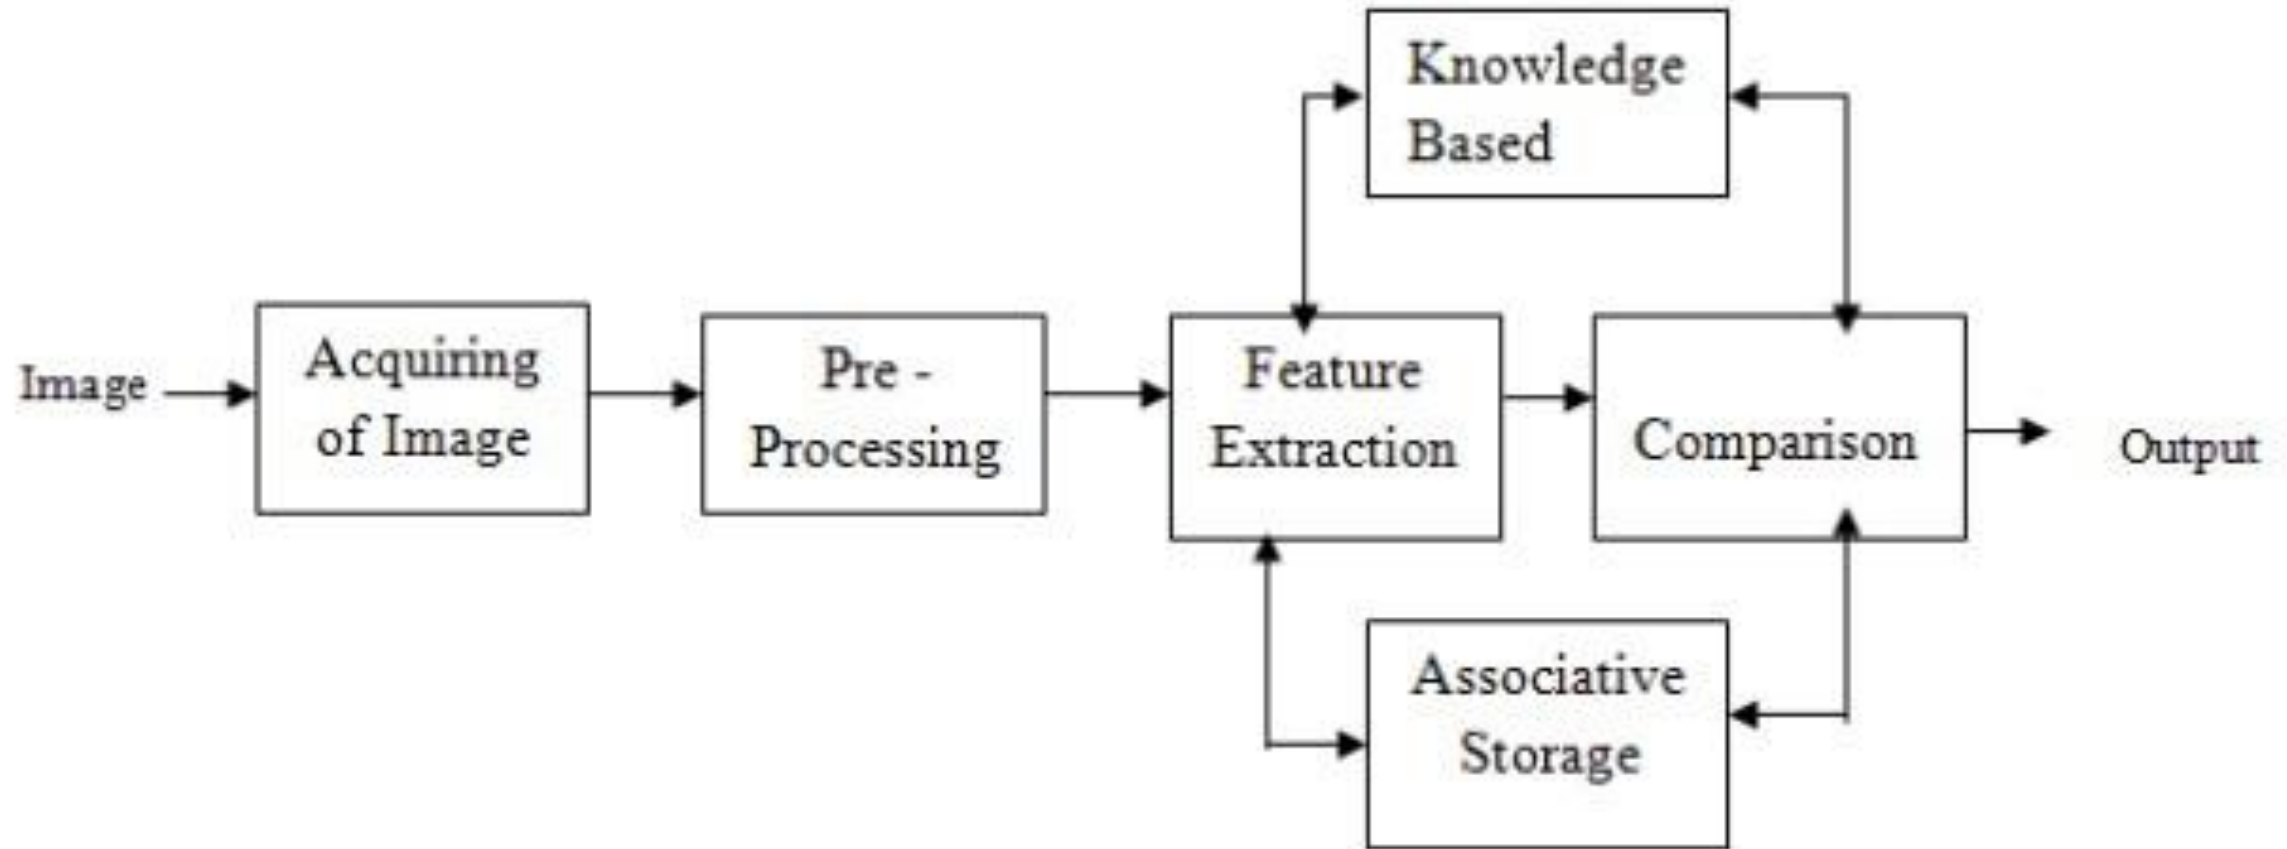 Knowledge
Based
Image
Acquiring
of Image
Pre -
Processing
Feature
Extraction
Comparison
Output
Associative
Storage